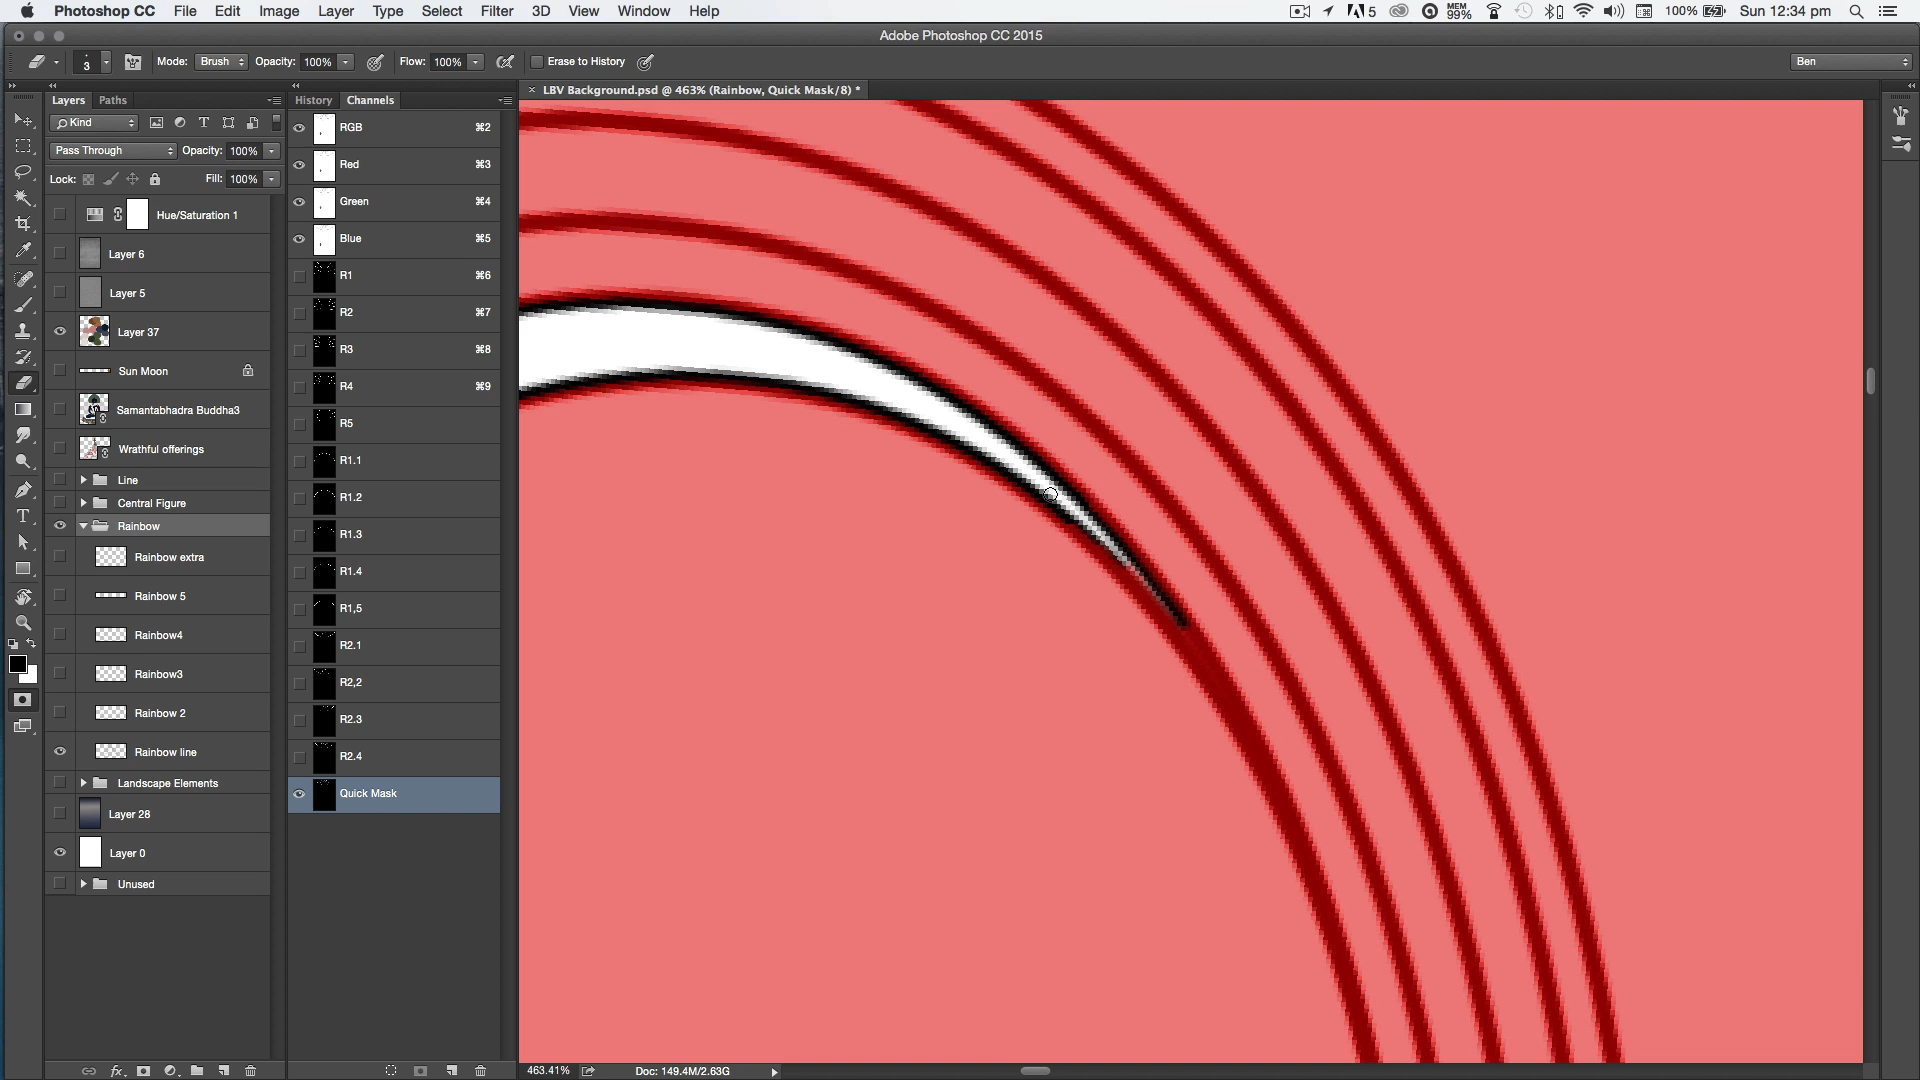 Photoshop CC File Edit Image Layer Type Select Filter 3D View Window Help 5 MEM 99% 100% Sun 12:34 pm
Adobe Photoshop CC 2015
3 Mode: Brush Opacity: 100% Flow: 100% Erase to History Ben
Layers Paths History Channels × LBV Background.psd @ 463% (Rainbow, Quick Mask/8) *
Kind
Pass Through Opacity: 100%
Lock: Fill: 100%
Hue/Saturation 1
Layer 6
Layer 5
Layer 37
Sun Moon
Samantabhadra Buddha3
Wrathful offerings
Line
Central Figure
Rainbow
Rainbow extra
Rainbow 5
Rainbow4
Rainbow3
Rainbow 2
Rainbow line
Landscape Elements
Layer 28
Layer 0
Unused
RGB ⌘2
Red ⌘3
Green ⌘4
Blue ⌘5
R1 ⌘6
R2 ⌘7
R3 ⌘8
R4 ⌘9
R5
R1.1
R1.2
R1.3
R1.4
R1,5
R2.1
R2,2
R2.3
R2.4
Quick Mask
fx
463.41% Doc: 149.4M/2.63G